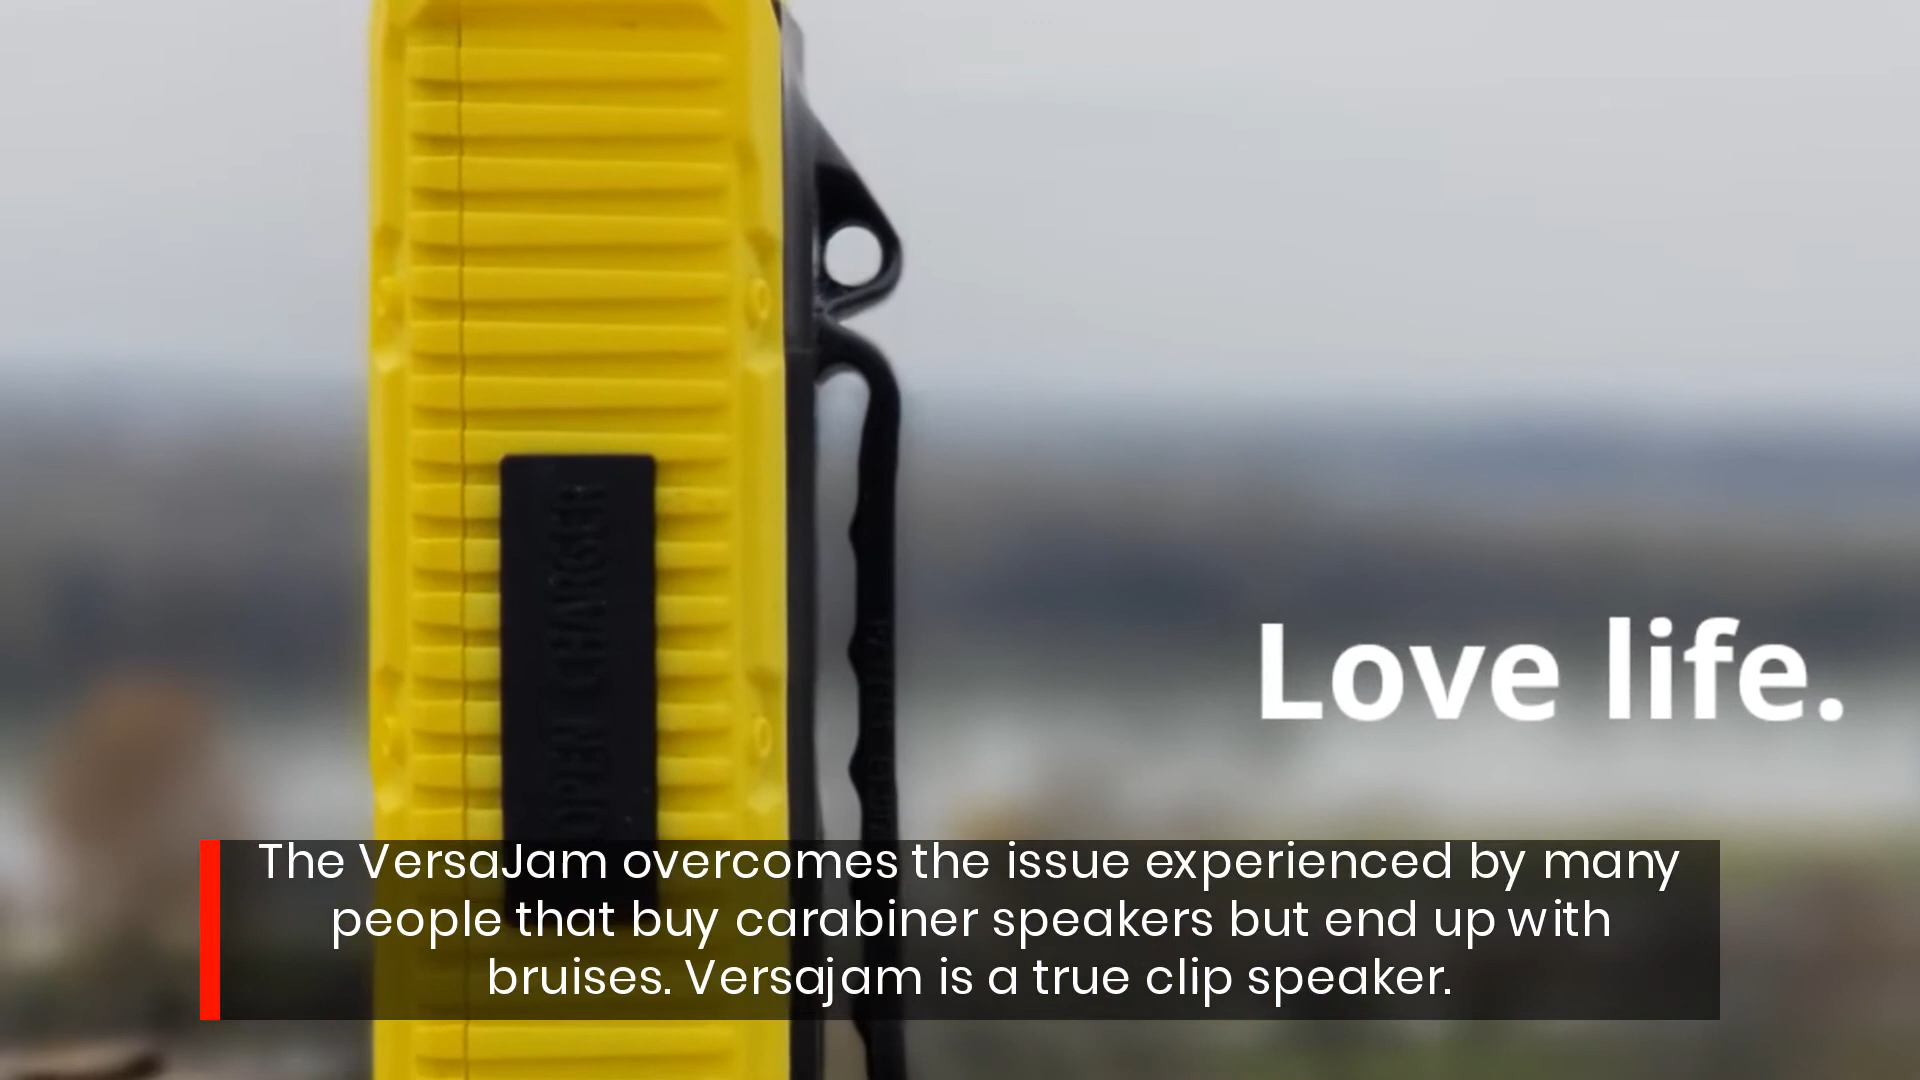 OPEN CHARGER
Love life.
The VersaJam overcomes the issue experienced by many
people that buy carabiner speakers but end up with
bruises. Versajam is a true clip speaker.